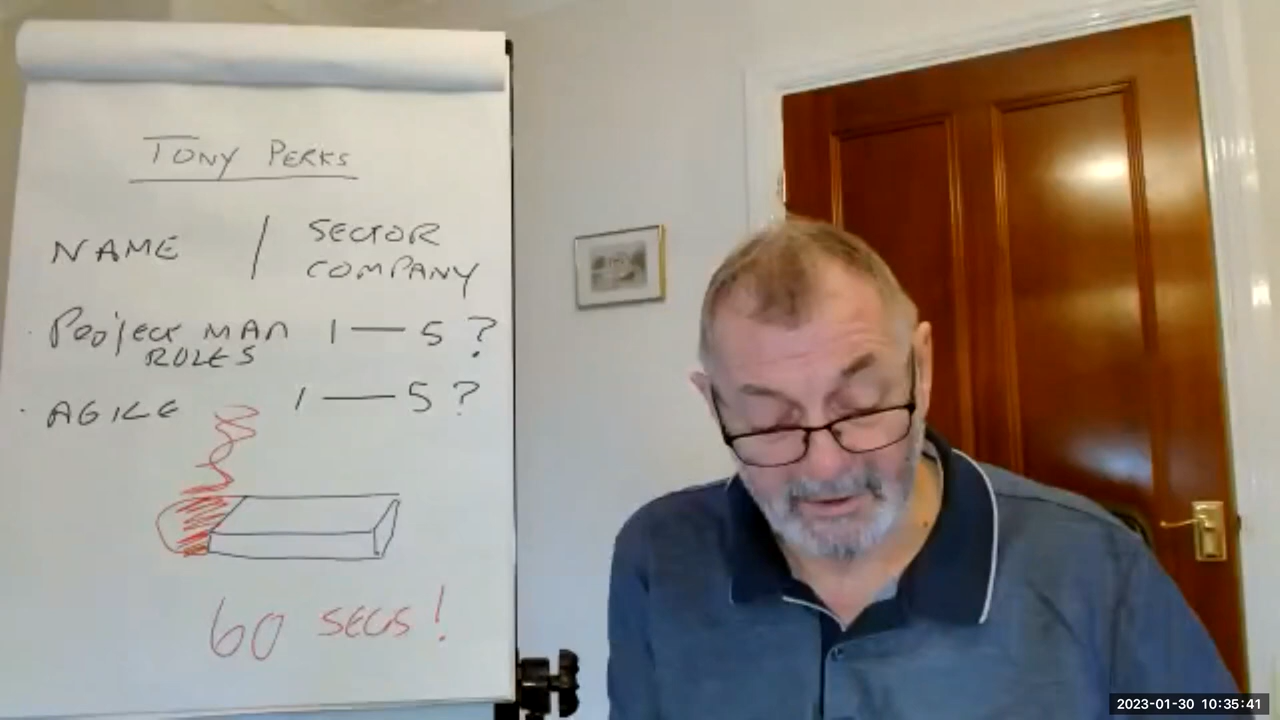 TONY PERKS
NAME / SECTOR
COMPANY
· Project MAN 1 — 5 ?
ROLES
· AGILE 1 — 5 ?
60 SECS!
2023-01-30 10:35:41